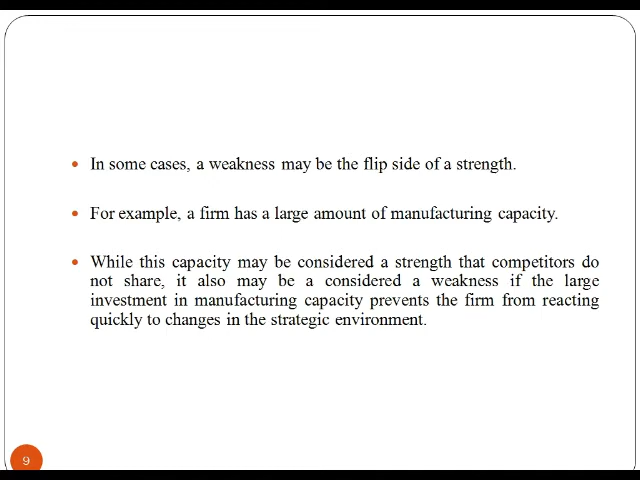 • In some cases, a weakness may be the flip side of a strength.
• For example, a firm has a large amount of manufacturing capacity.
• While this capacity may be considered a strength that competitors do
not share, it also may be a considered a weakness if the large
investment in manufacturing capacity prevents the firm from reacting
quickly to changes in the strategic environment.
9